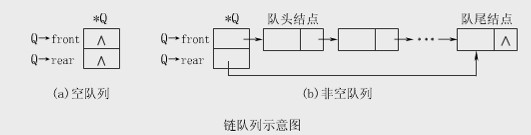 *Q
Q→front ∧
Q→rear ∧
(a)空队列
*Q 队头结点 队尾结点
Q→front … ∧
Q→rear
(b)非空队列
链队列示意图